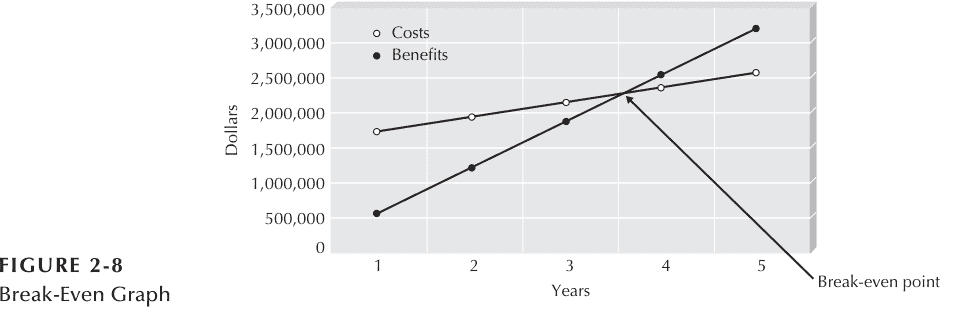 3,500,000
3,000,000
2,500,000
2,000,000
1,500,000
1,000,000
500,000
0
Dollars
Costs
Benefits
1 2 3 4 5
Years
Break-even point
FIGURE 2-8
Break-Even Graph